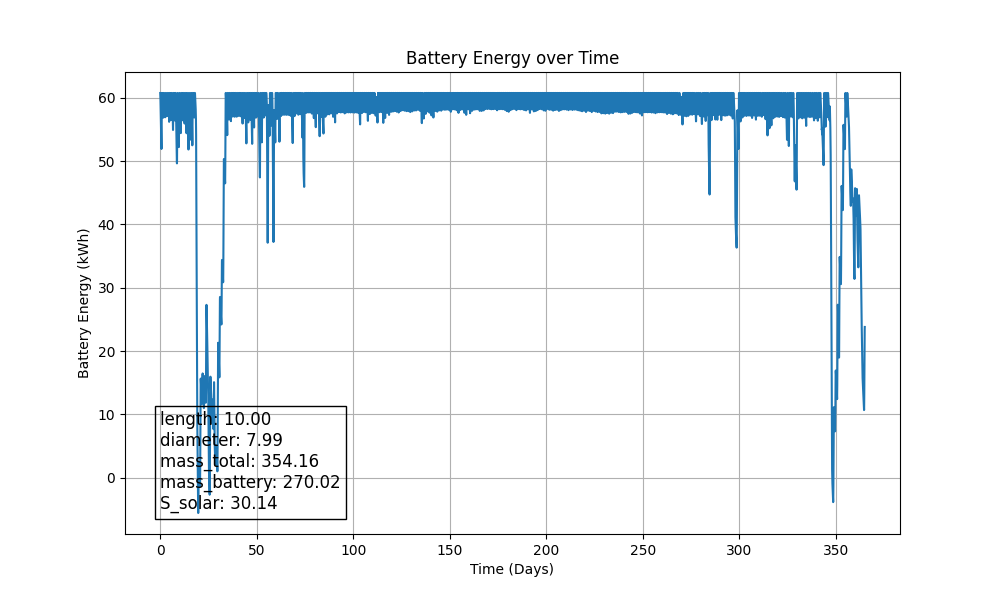 Battery Energy over Time
Battery Energy (kWh)
60
50
40
30
20
10
0
length: 10.00
diameter: 7.99
mass_total: 354.16
mass_battery: 270.02
S_solar: 30.14
0 50 100 150 200 250 300 350
Time (Days)